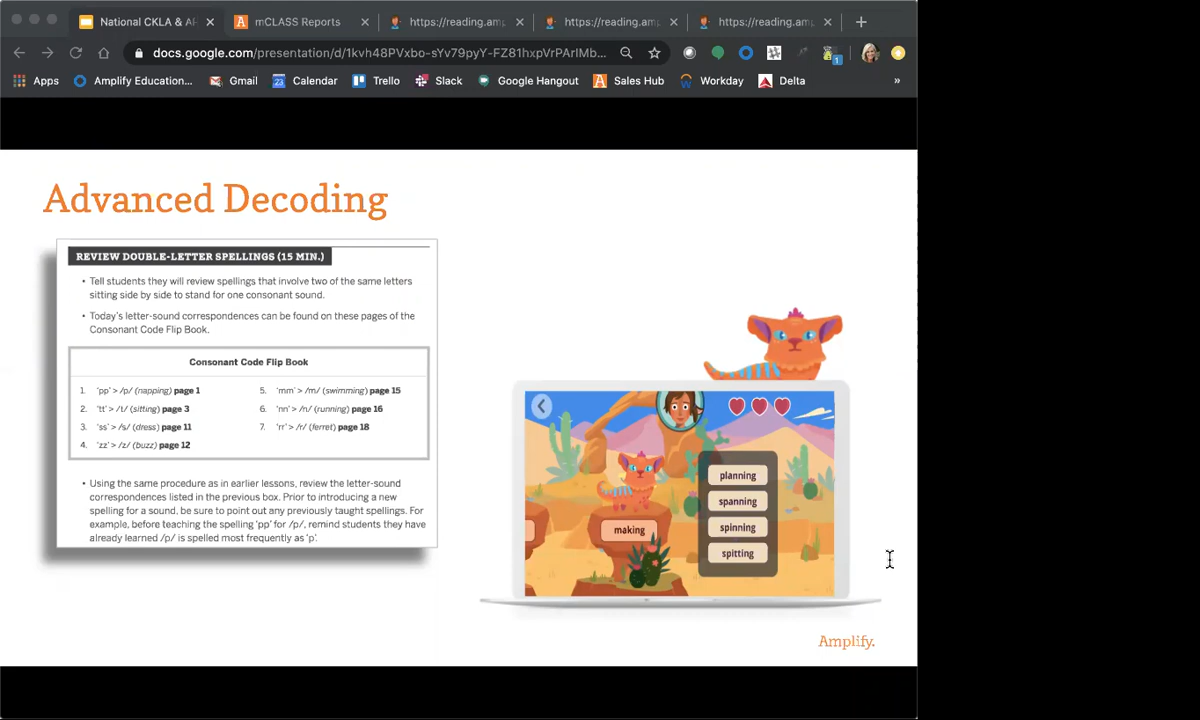 National CKLA & AR
mCLASS Reports
https://reading.amp
https://reading.amp
https://reading.amp
docs.google.com/presentation/d/1kvh48PVxbo-sYv79pyY-FZ81hxpVrPArIMb...
Apps
Amplify Education...
Gmail
23
Calendar
Trello
Slack
Google Hangout
Sales Hub
Workday
Delta
»
1
Advanced Decoding
REVIEW DOUBLE-LETTER SPELLINGS (15 MIN.)
• Tell students they will review spellings that involve two of the same letters
sitting side by side to stand for one consonant sound.
• Today's letter-sound correspondences can be found on these pages of the
Consonant Code Flip Book.
Consonant Code Flip Book
1. 'pp' > /p/ (napping) page 1
2. 'tt' > /t/ (sitting) page 3
3. 'ss' > /s/ (dress) page 11
4. 'zz' > /z/ (buzz) page 12
5. 'mm' > /m/ (swimming) page 15
6. 'nn' > /n/ (running) page 16
7. 'rr' > /r/ (ferret) page 18
• Using the same procedure as in earlier lessons, review the letter-sound
correspondences listed in the previous box. Prior to introducing a new
spelling for a sound, be sure to point out any previously taught spellings. For
example, before teaching the spelling 'pp' for /p/, remind students they have
already learned /p/ is spelled most frequently as 'p'.
making
planning
spanning
spinning
spitting
Amplify.